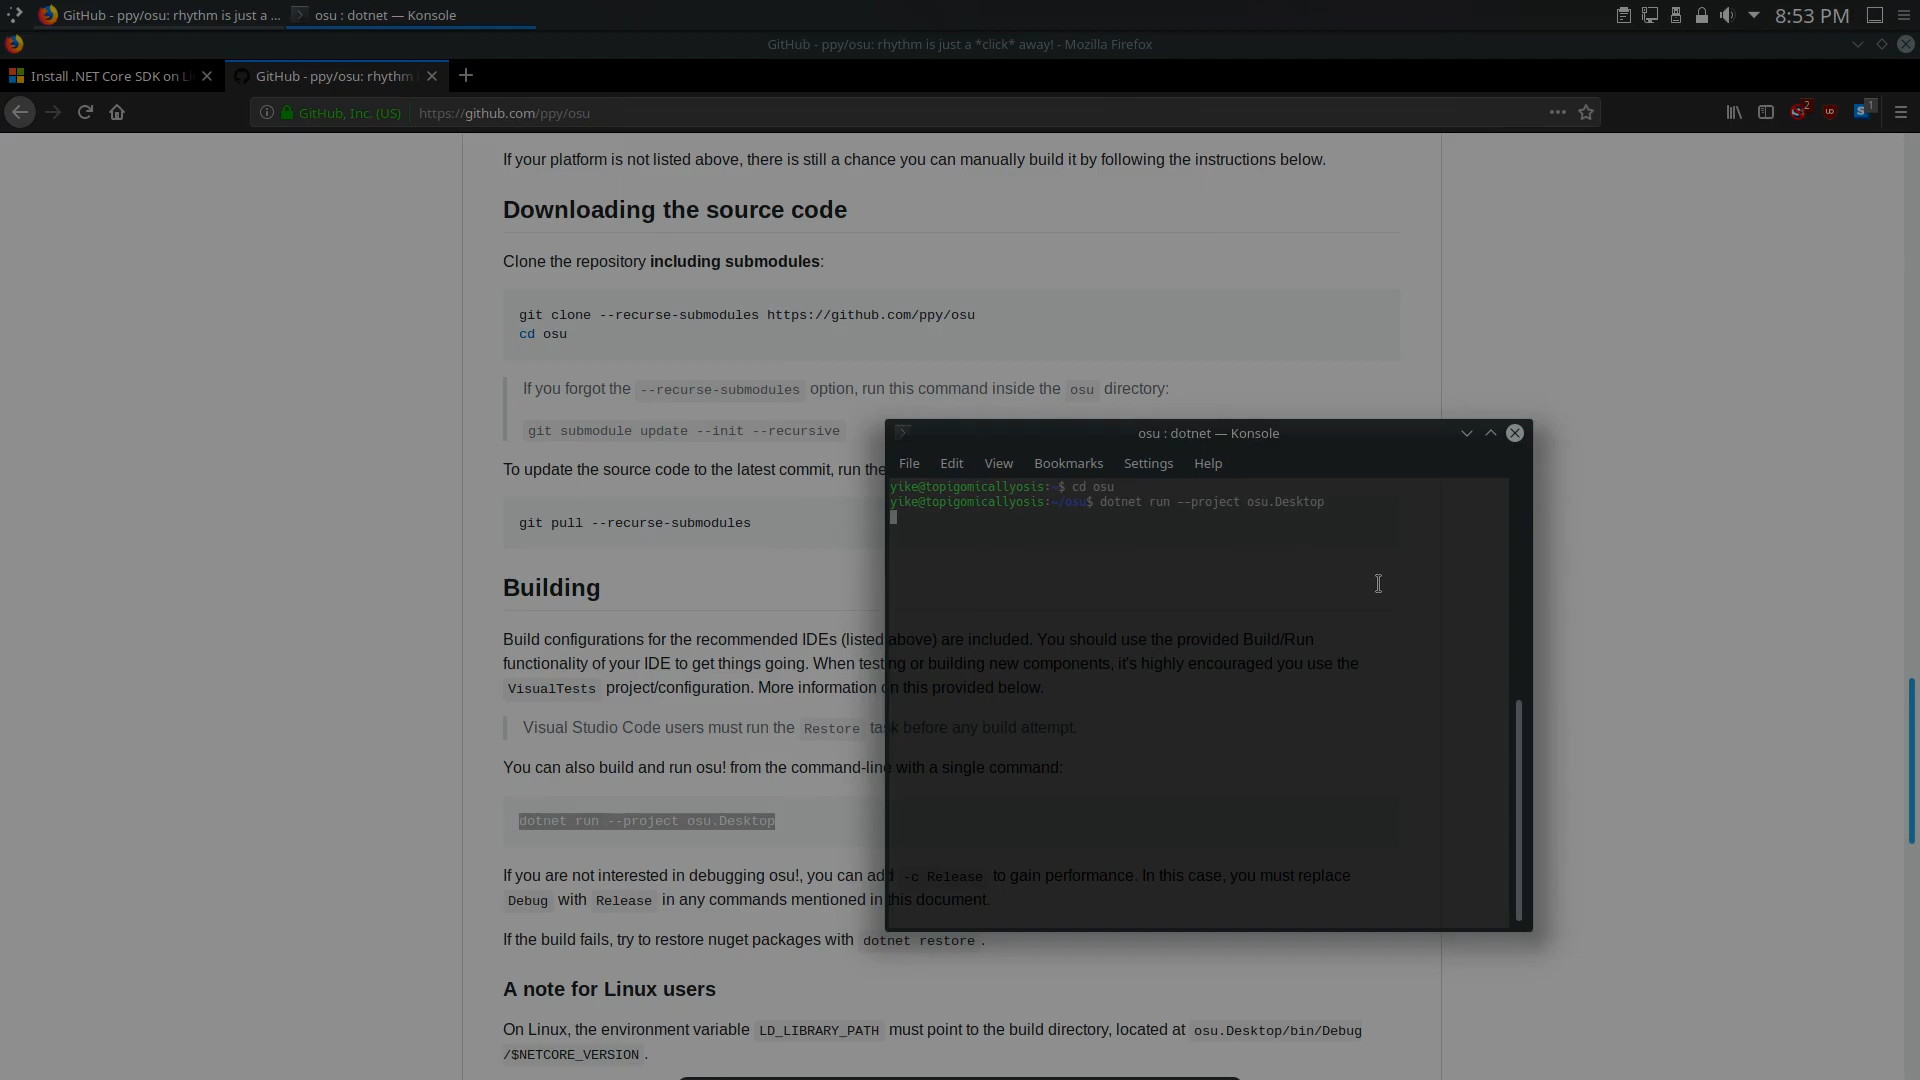 GitHub - ppy/osu: rhythm is just a ...
osu : dotnet — Konsole
8:53 PM
GitHub - ppy/osu: rhythm is just a *click* away! - Mozilla Firefox
Install .NET Core SDK on Li
GitHub - ppy/osu: rhythm
GitHub, Inc. (US)
https://github.com/ppy/osu
2
1
If your platform is not listed above, there is still a chance you can manually build it by following the instructions below.
Downloading the source code
Clone the repository including submodules:
git clone --recurse-submodules https://github.com/ppy/osu
cd osu
If you forgot the --recurse-submodules option, run this command inside the osu directory:
git submodule update --init --recursive
To update the source code to the latest commit, run the
git pull --recurse-submodules
Building
Build configurations for the recommended IDEs (listed above) are included. You should use the provided Build/Run
functionality of your IDE to get things going. When testing or building new components, it's highly encouraged you use the
VisualTests project/configuration. More information on this provided below.
Visual Studio Code users must run the Restore task before any build attempt.
You can also build and run osu! from the command-line with a single command:
dotnet run --project osu.Desktop
If you are not interested in debugging osu!, you can add -c Release to gain performance. In this case, you must replace
Debug with Release in any commands mentioned in this document.
If the build fails, try to restore nuget packages with dotnet restore .
A note for Linux users
On Linux, the environment variable LD_LIBRARY_PATH must point to the build directory, located at osu.Desktop/bin/Debug
/$NETCORE_VERSION .
osu : dotnet — Konsole
File Edit View Bookmarks Settings Help
yike@topigomicallyosis:~$ cd osu
yike@topigomicallyosis:~/osu$ dotnet run --project osu.Desktop